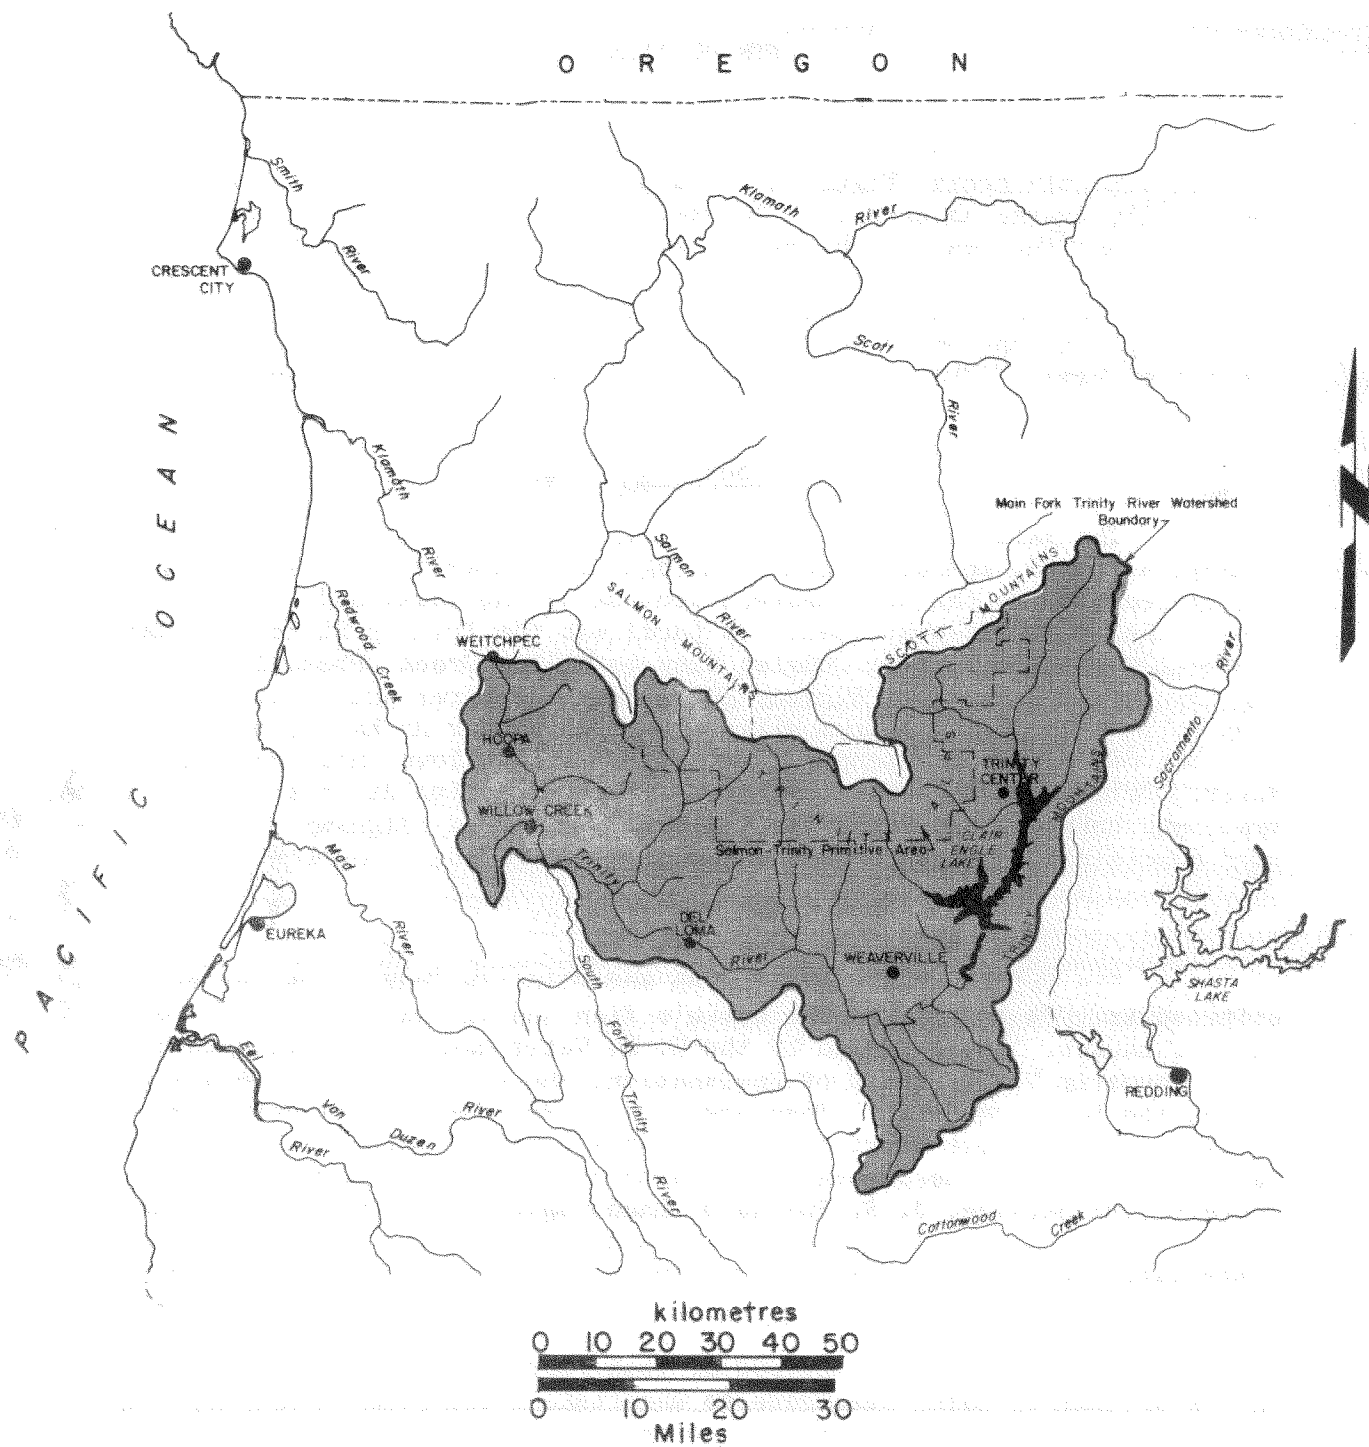 O R E G O N
Smith
River
Klamath
River
CRESCENT
CITY
Scott
River
PACIFIC OCEAN
Klamath
River
Main Fork Trinity River Watershed
Boundary
Salmon
River
SALMON MOUNTAINS
SCOTT MOUNTAINS
Redwood Creek
WEITCHPEC
River
Sacramento
HOOPA
TRINITY
CENTER
MOUNTAINS
WILLOW CREEK
Salmon-Trinity Primitive Area
CLAIR
ENGLE
LAKE
Trinity
River
Mad
River
EUREKA
DEL
LOMA
WEAVERVILLE
South
Fork
Trinity
River
SHASTA
LAKE
REDDING
Eel
River
Van
Duzen
River
Cottonwood
Creek
kilometres
0 10 20 30 40 50
0 10 20 30
Miles